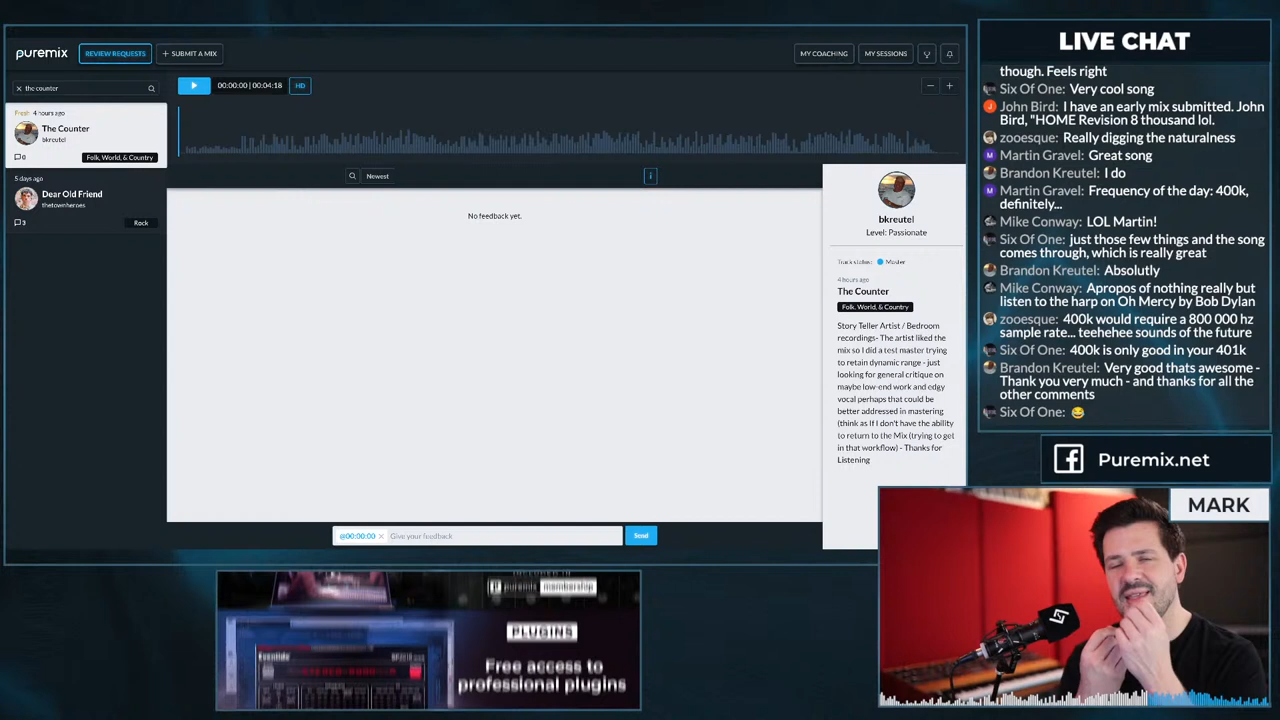 puremix
REVIEW REQUESTS
+ SUBMIT A MIX
MY COACHING
MY SESSIONS
the counter
00:00:00 | 00:04:18
HD
Fresh 4 hours ago
The Counter
bkreutel
0
Folk, World, & Country
5 days ago
Dear Old Friend
thetownheroes
3
Rock
Newest
i
No feedback yet.
bkreutel
Level: Passionate
Track status: Master
4 hours ago
The Counter
Folk, World, & Country
Story Teller Artist / Bedroom
recordings- The artist liked the
mix so I did a test master trying
to retain dynamic range - just
looking for general critique on
maybe low-end work and edgy
vocal perhaps that could be
better addressed in mastering
(think as If I don't have the ability
to return to the Mix (trying to get
in that workflow) - Thanks for
Listening
@00:00:00
Give your feedback
Send
LIVE CHAT
though. Feels right
Six Of One: Very cool song
John Bird: I have an early mix submitted. John
Bird, "HOME Revision 8 thousand lol.
zooesque: Really digging the naturalness
Martin Gravel: Great song
Brandon Kreutel: I do
Martin Gravel: Frequency of the day: 400k,
definitely...
Mike Conway: LOL Martin!
Six Of One: just those few things and the song
comes through, which is really great
Brandon Kreutel: Absolutly
Mike Conway: Apropos of nothing really but
listen to the harp on Oh Mercy by Bob Dylan
zooesque: 400k would require a 800 000 hz
sample rate... teehehee sounds of the future
Six Of One: 400k is only good in your 401k
Brandon Kreutel: Very good thats awesome -
Thank you very much - and thanks for all the
other comments
Six Of One: 😂
Puremix.net
MARK
puremix membership
PLUGINS
Free access to
professional plugins
Eventide